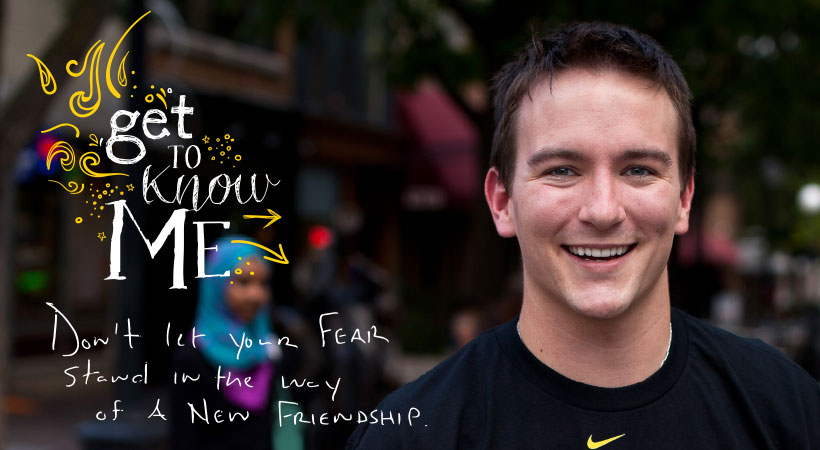 get
TO
know
ME
Don't let your FEAR
stand in the way
of A New FRIENDSHIP.